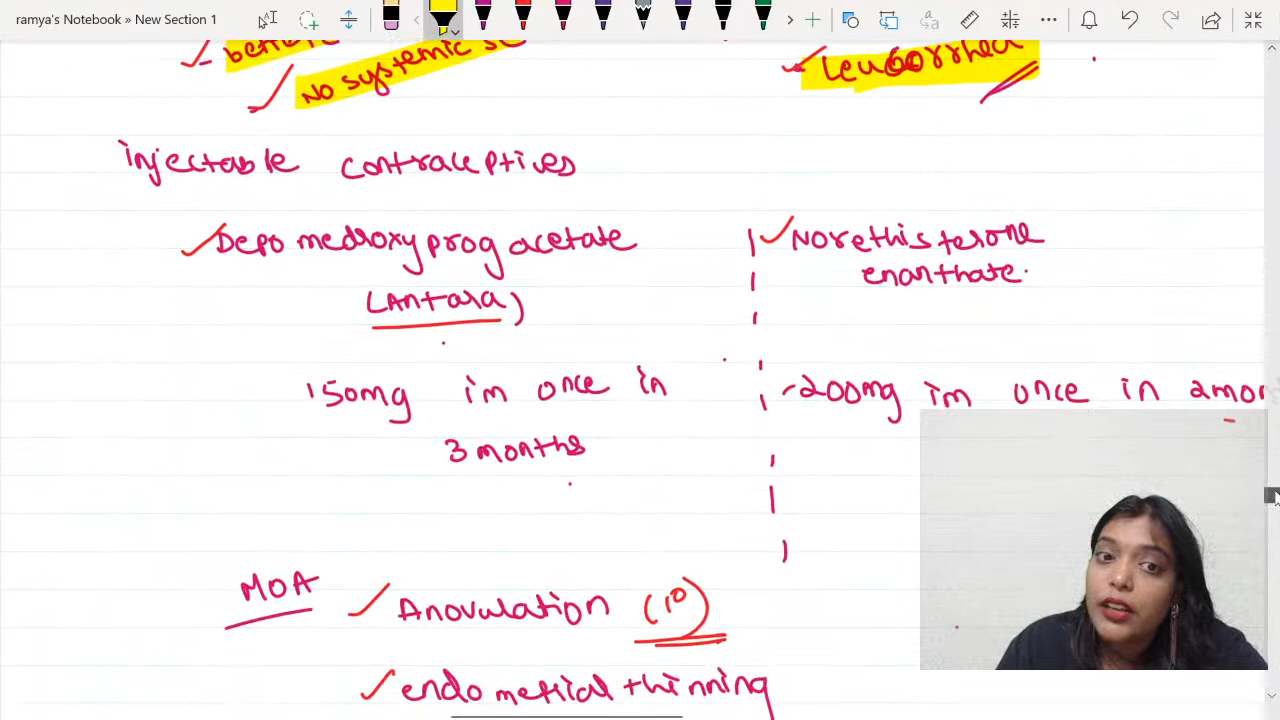 ramya's Notebook » New Section 1
No systemic se
Leucorrhea
injectable contraceptives
Depo medroxy prog acetate
(Antara)
Norethisterone
enanthate.
150mg im once in
3 months
200mg im once in a mon
MOA
Anovulation (1°)
endometrial thinning